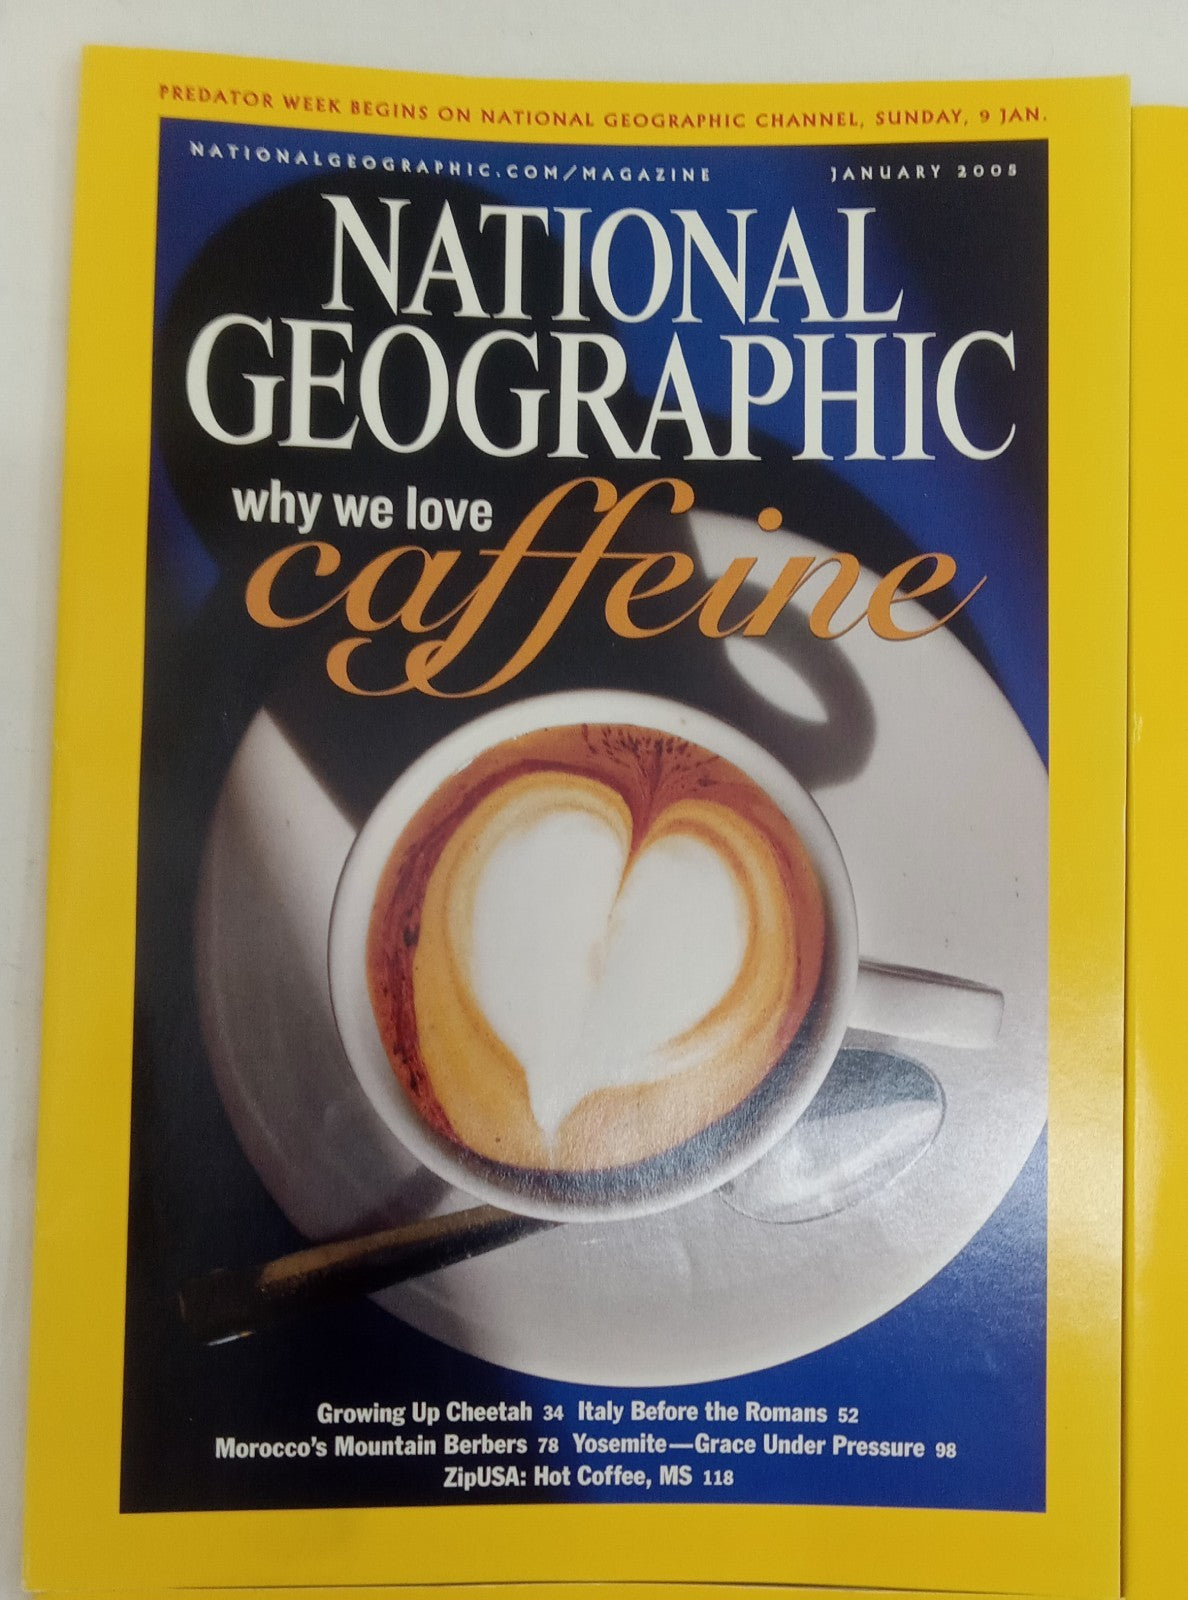 PREDATOR WEEK BEGINS ON NATIONAL GEOGRAPHIC CHANNEL, SUNDAY, 9 JAN.
NATIONALGEOGRAPHIC.COM/MAGAZINE JANUARY 2005
NATIONAL
GEOGRAPHIC
why we love
caffeine
Growing Up Cheetah 34 Italy Before the Romans 52
Morocco's Mountain Berbers 78 Yosemite—Grace Under Pressure 98
ZipUSA: Hot Coffee, MS 118